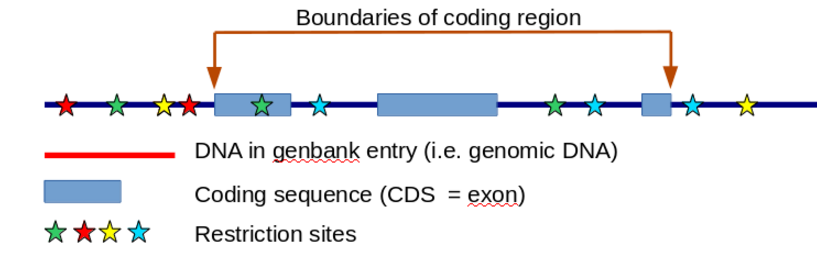 Boundaries of coding region
DNA in genbank entry (i.e. genomic DNA)
Coding sequence (CDS = exon)
Restriction sites